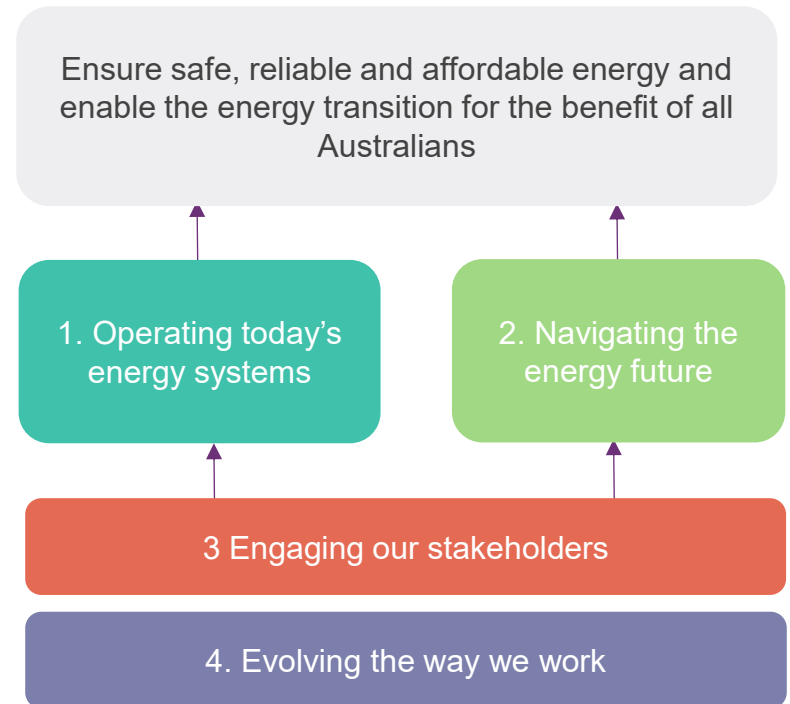 Ensure safe, reliable and affordable energy and
enable the energy transition for the benefit of all
Australians
1. Operating today’s
energy systems
2. Navigating the
energy future
3 Engaging our stakeholders
4. Evolving the way we work